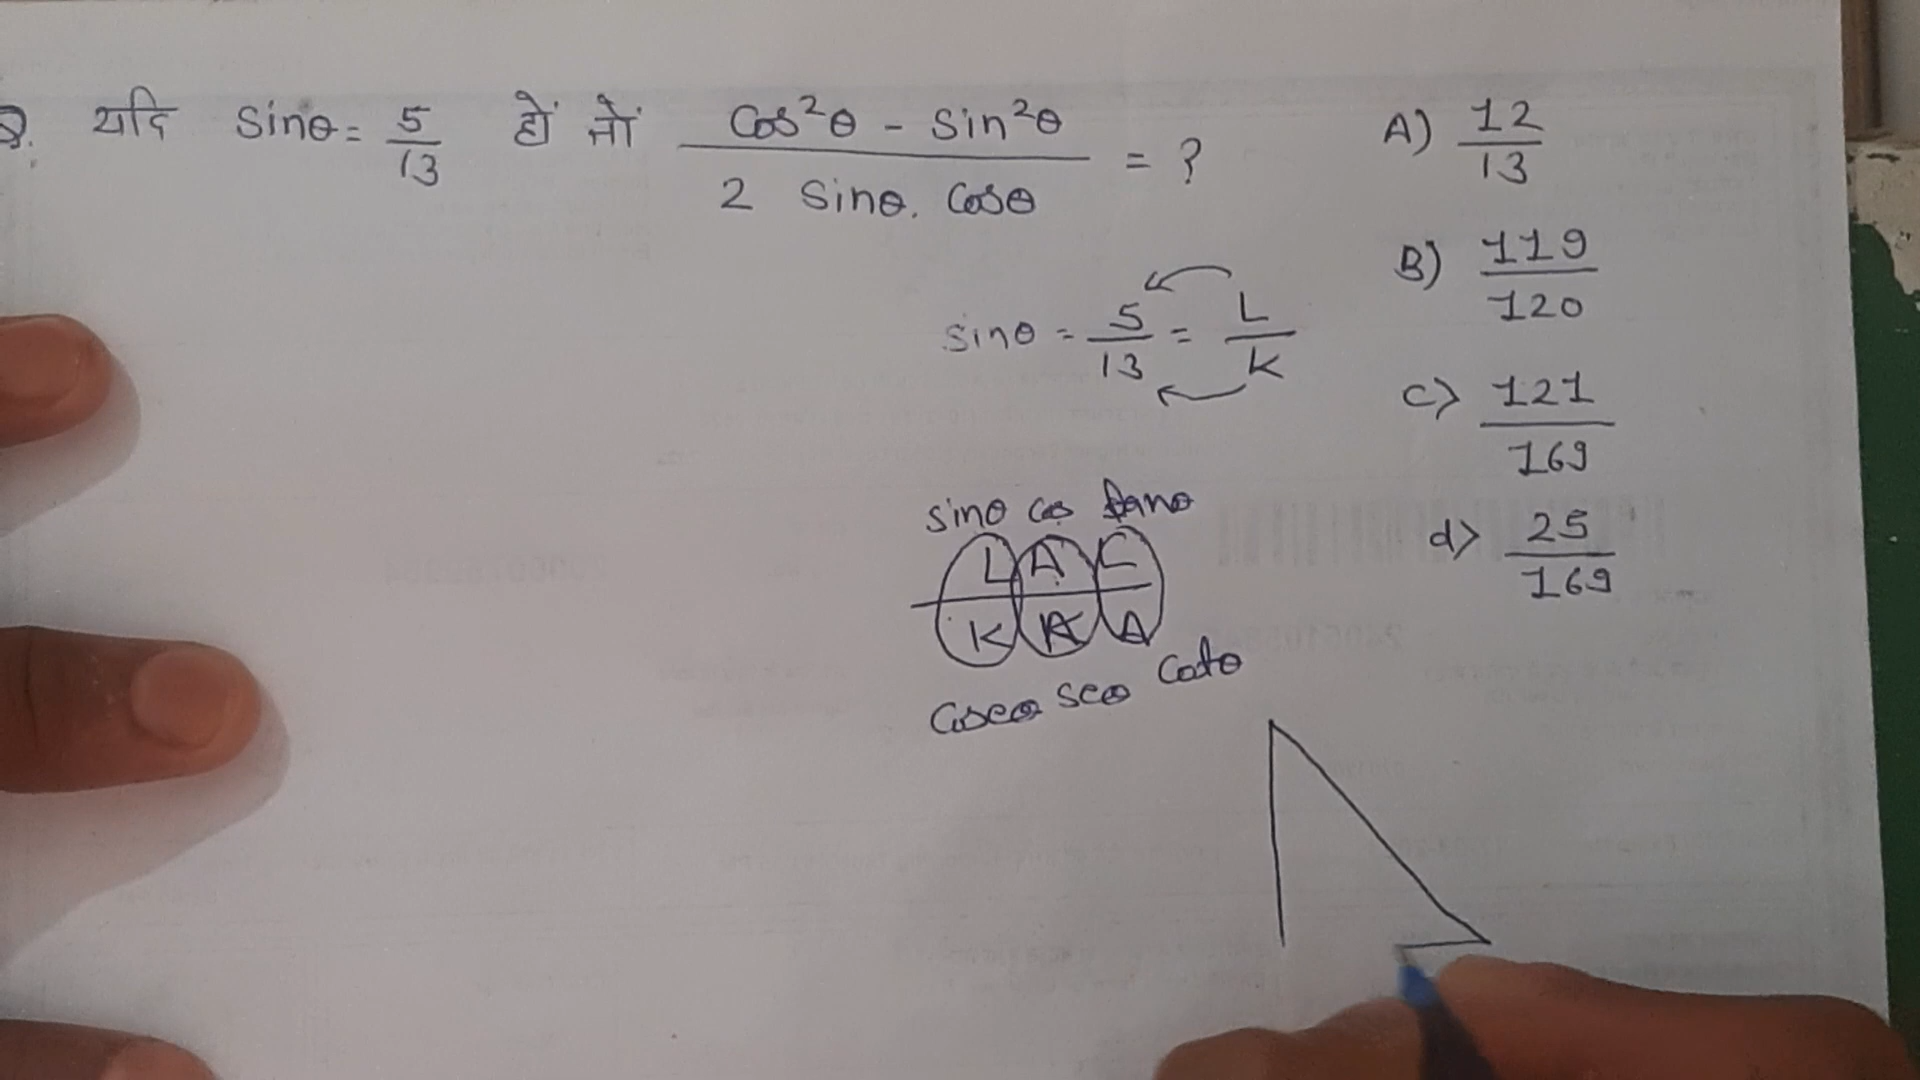 Q. यदि Sinθ = 5/13 हो तो (Cos²θ - Sin²θ)/(2 Sinθ. Cosθ) = ?
A) 12/13
B) 119/120
C) 121/169
d) 25/169
Sinθ = 5/13 = L/K
Sinθ Cos tanθ
L A L
K K A
Secθ Cotθ